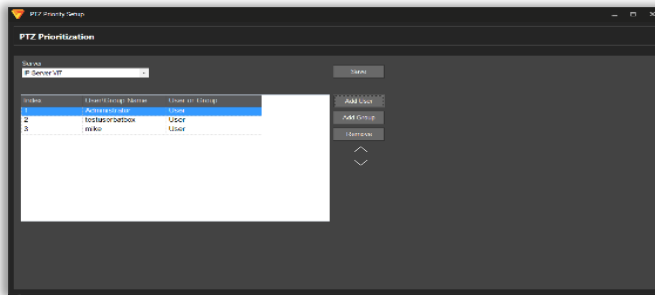 PTZ Priority Setup
PTZ Prioritization
Server
IP Server VIT
Save
Index User/Group Name User or Group
1 Administrator User
2 testuserbatbox User
3 mike User
Add User
Add Group
Remove